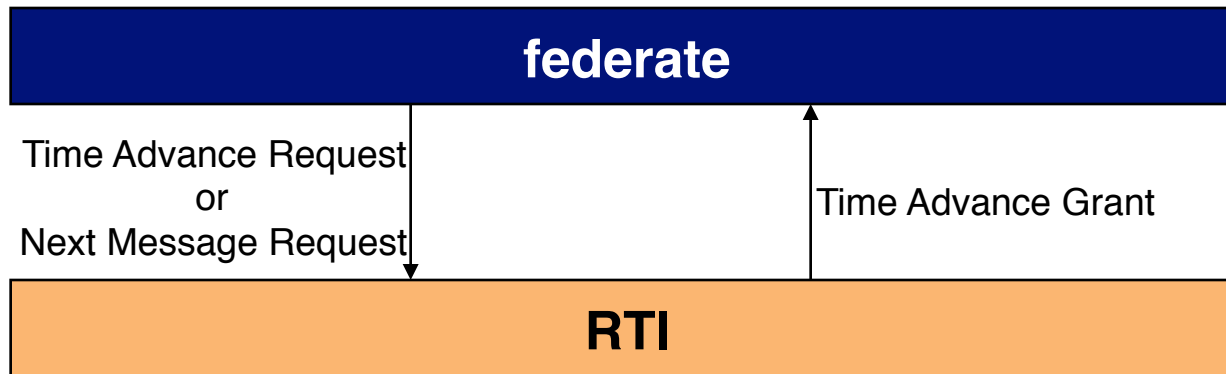 federate
Time Advance Request
or
Next Message Request
Time Advance Grant
RTI